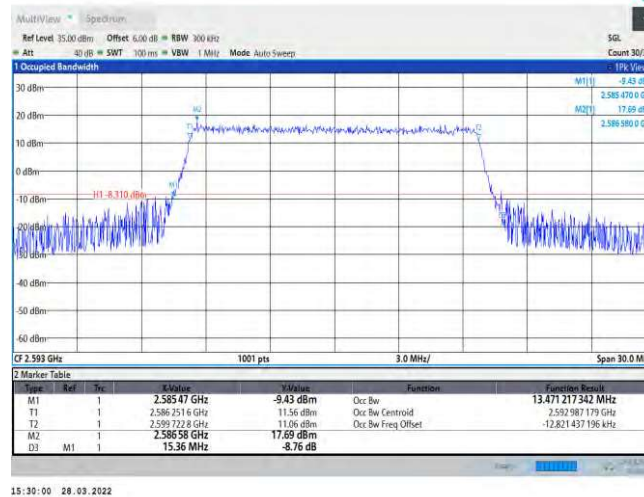 MultiView Spectrum
Ref Level 35.00 dBm Offset 6.00 dB RBW 300 kHz SGL
Att 40 dB SWT 100 ms VBW 1 MHz Mode Auto Sweep Count 30/
1 Occupied Bandwidth 1Pk Vie
M1[1] -9.43 d
30 dBm 2.585 470 0 G
M2[1] 17.69 d
M2
20 dBm 2.586 580 0 G
T1 T2
10 dBm
0 dBm
M1
H1 -8.310 dBm
-10 dBm
-20 dBm
-30 dBm
-40 dBm
-50 dBm
-60 dBm
CF 2.593 GHz 1001 pts 3.0 MHz/ Span 30.0 M
2 Marker Table
Type Ref Trc X-Value Y-Value Function Function Result
M1 1 2.58547 GHz -9.43 dBm Occ Bw 13.471 217 342 MHz
T1 1 2.586 251 6 GHz 11.56 dBm Occ Bw Centroid 2.592 987 179 GHz
T2 1 2.599 722 8 GHz 11.06 dBm Occ Bw Freq Offset -12.821 437 196 kHz
M2 1 2.586 58 GHz 17.69 dBm
D3 M1 1 15.36 MHz -8.76 dB
15:30:00 28.03.2022